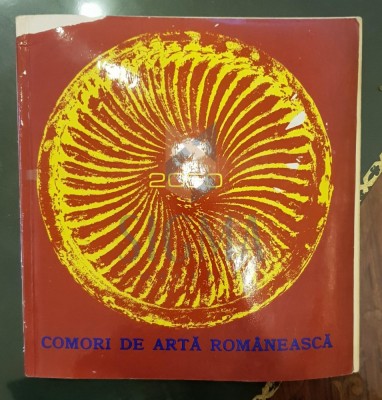 2000
COMORI DE ARTĂ ROMÂNEASCĂ